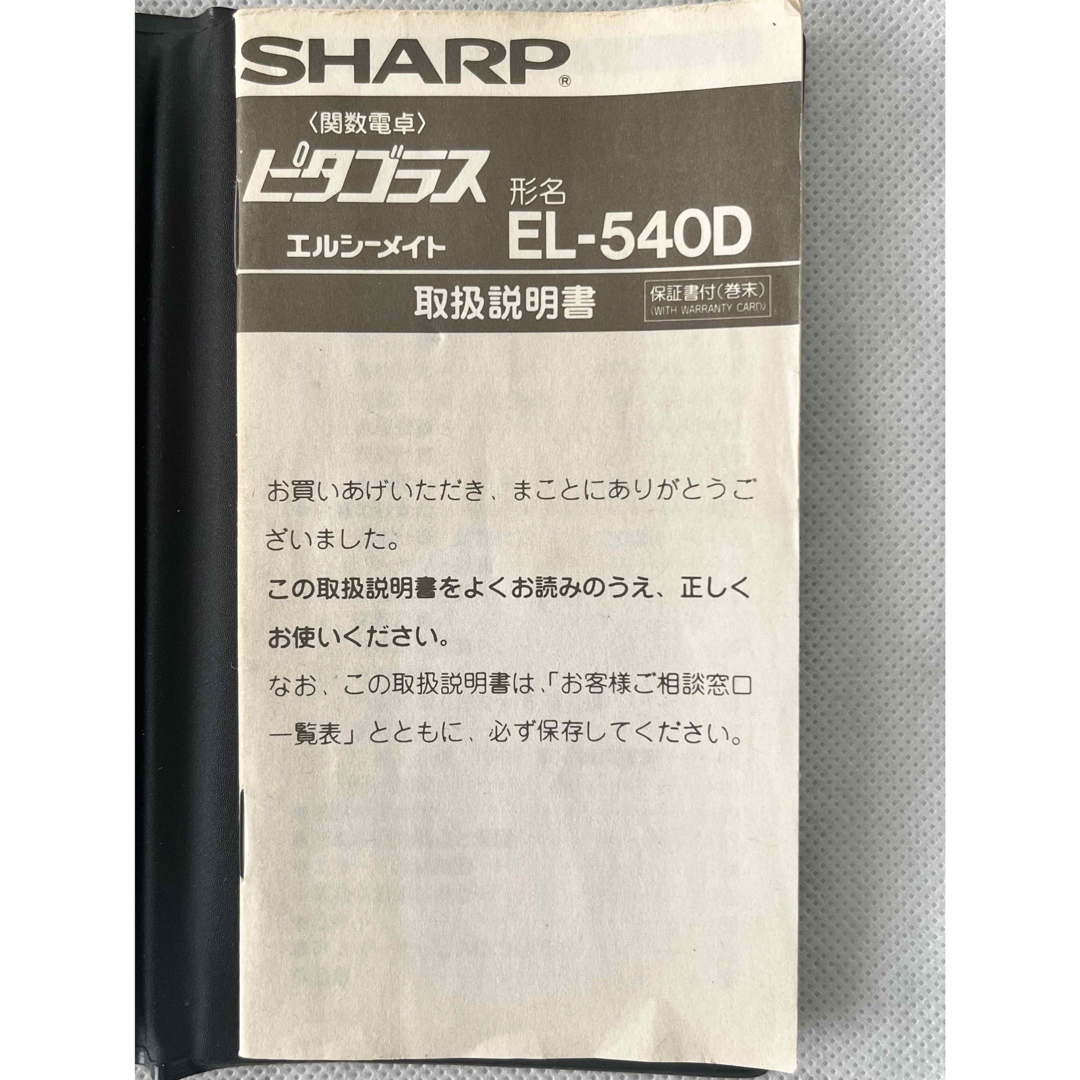 SHARP®
〈関数電卓〉
ピタゴラス 形名
エルシーメイト EL-540D
取扱説明書 保証書付(巻末)
(WITH WARRANTY CARD)
お買いあげいただき、まことにありがとうご
ざいました。
この取扱説明書をよくお読みのうえ、正しく
お使いください。
なお、この取扱説明書は、「お客様ご相談窓口
一覧表」とともに、必ず保存してください。